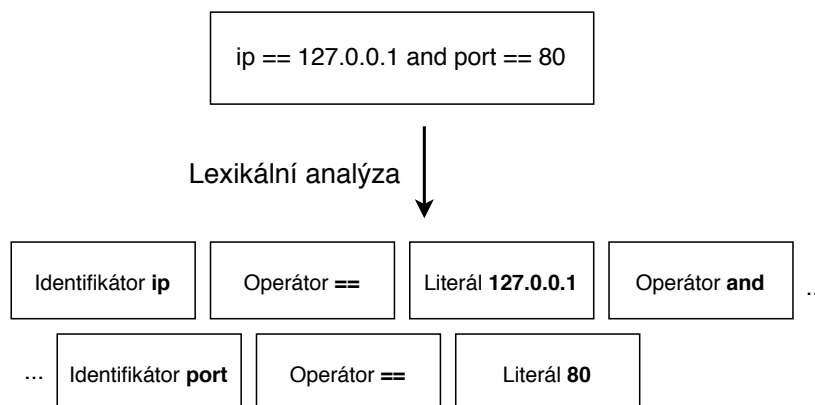 ip == 127.0.0.1 and port == 80
Lexikální analýza
Identifikátor ip Operátor == Literál 127.0.0.1 Operátor and ...
... Identifikátor port Operátor == Literál 80